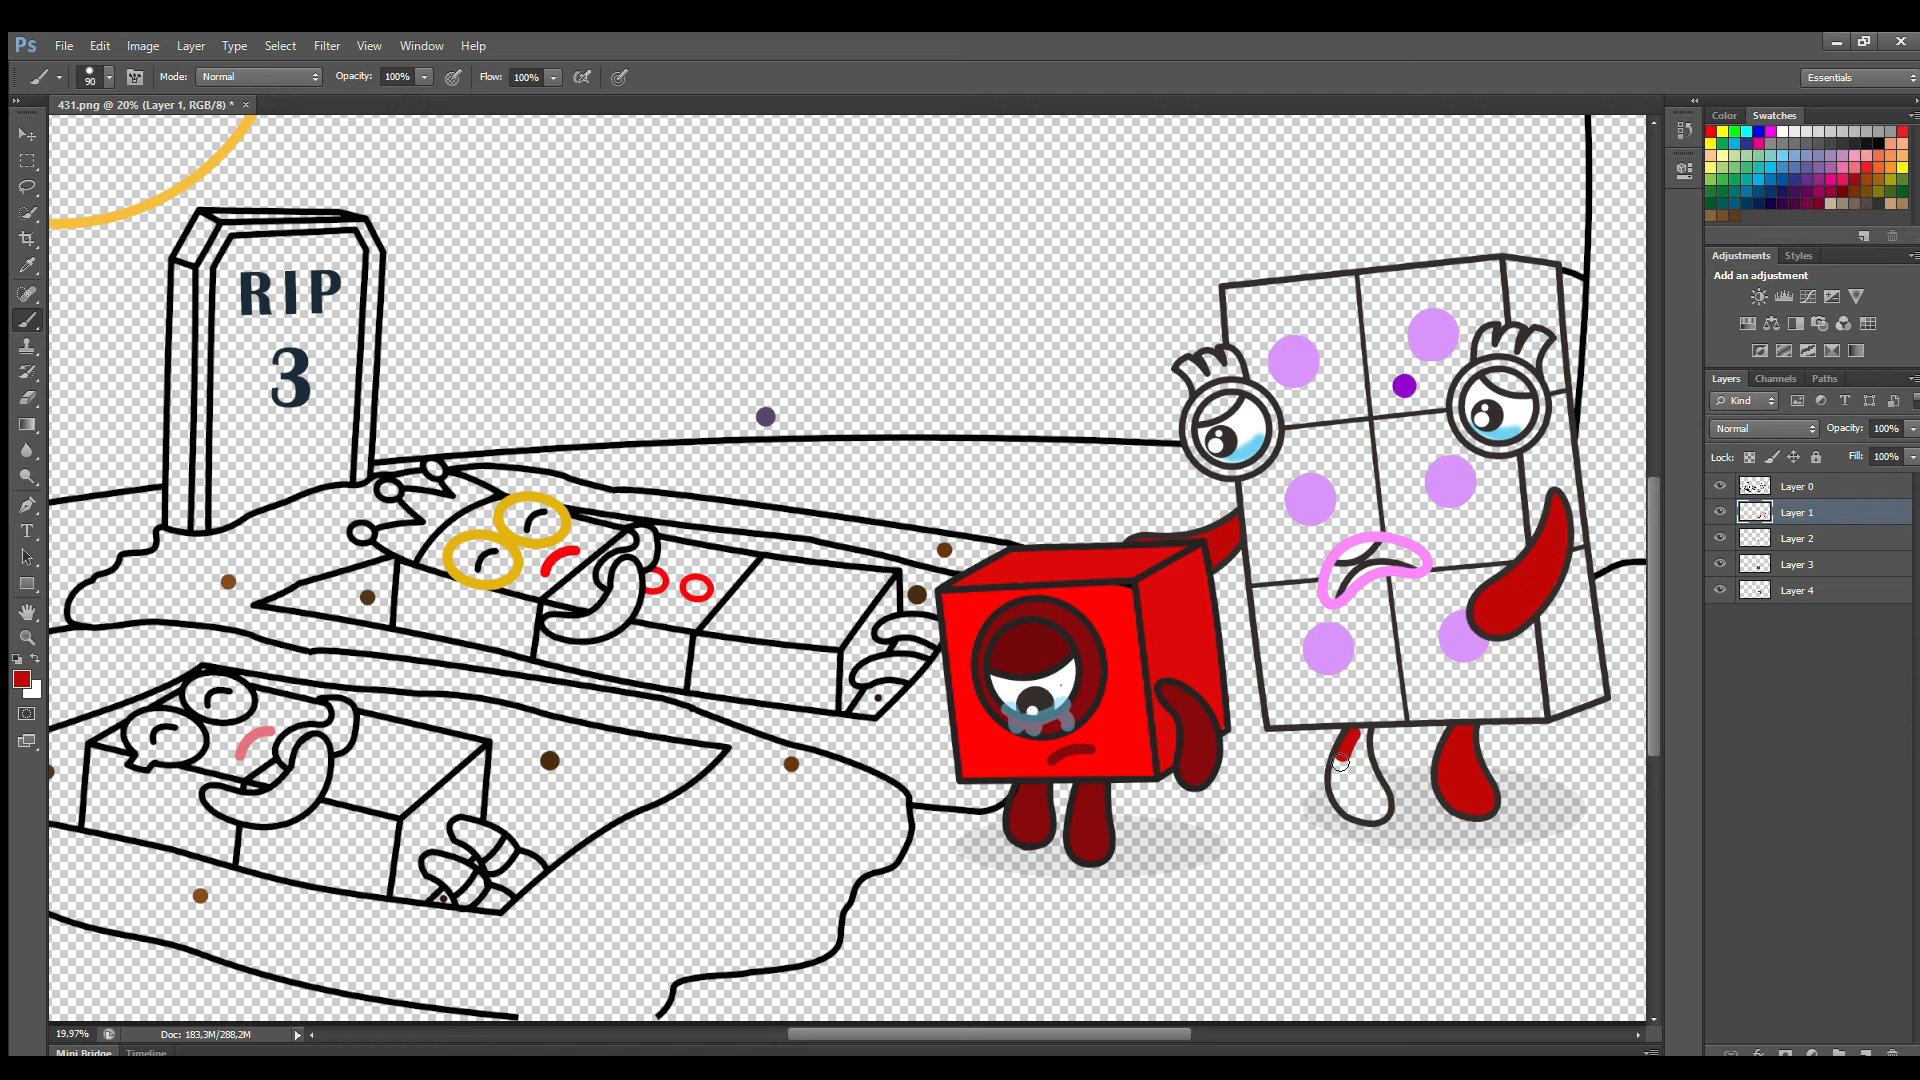 Ps File Edit Image Layer Type Select Filter View Window Help
90 Mode: Normal Opacity: 100% Flow: 100% Essentials
431.png @ 20% (Layer 1, RGB/8) * ×
Color Swatches
Adjustments Styles
Add an adjustment
Layers Channels Paths
Kind
Normal Opacity: 100%
Lock: Fill: 100%
Layer 0
Layer 1
Layer 2
Layer 3
Layer 4
RIP
3
19,97% Doc: 183,3M/288,2M
Mini Bridge Timeline